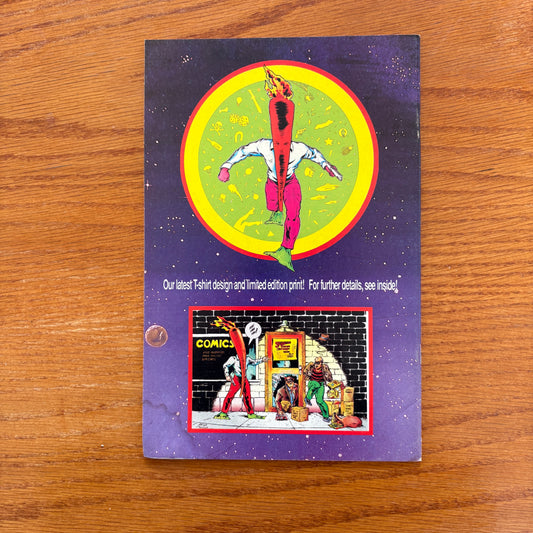 Our latest T-shirt design and limited edition print! For further details, see inside!
COMICS